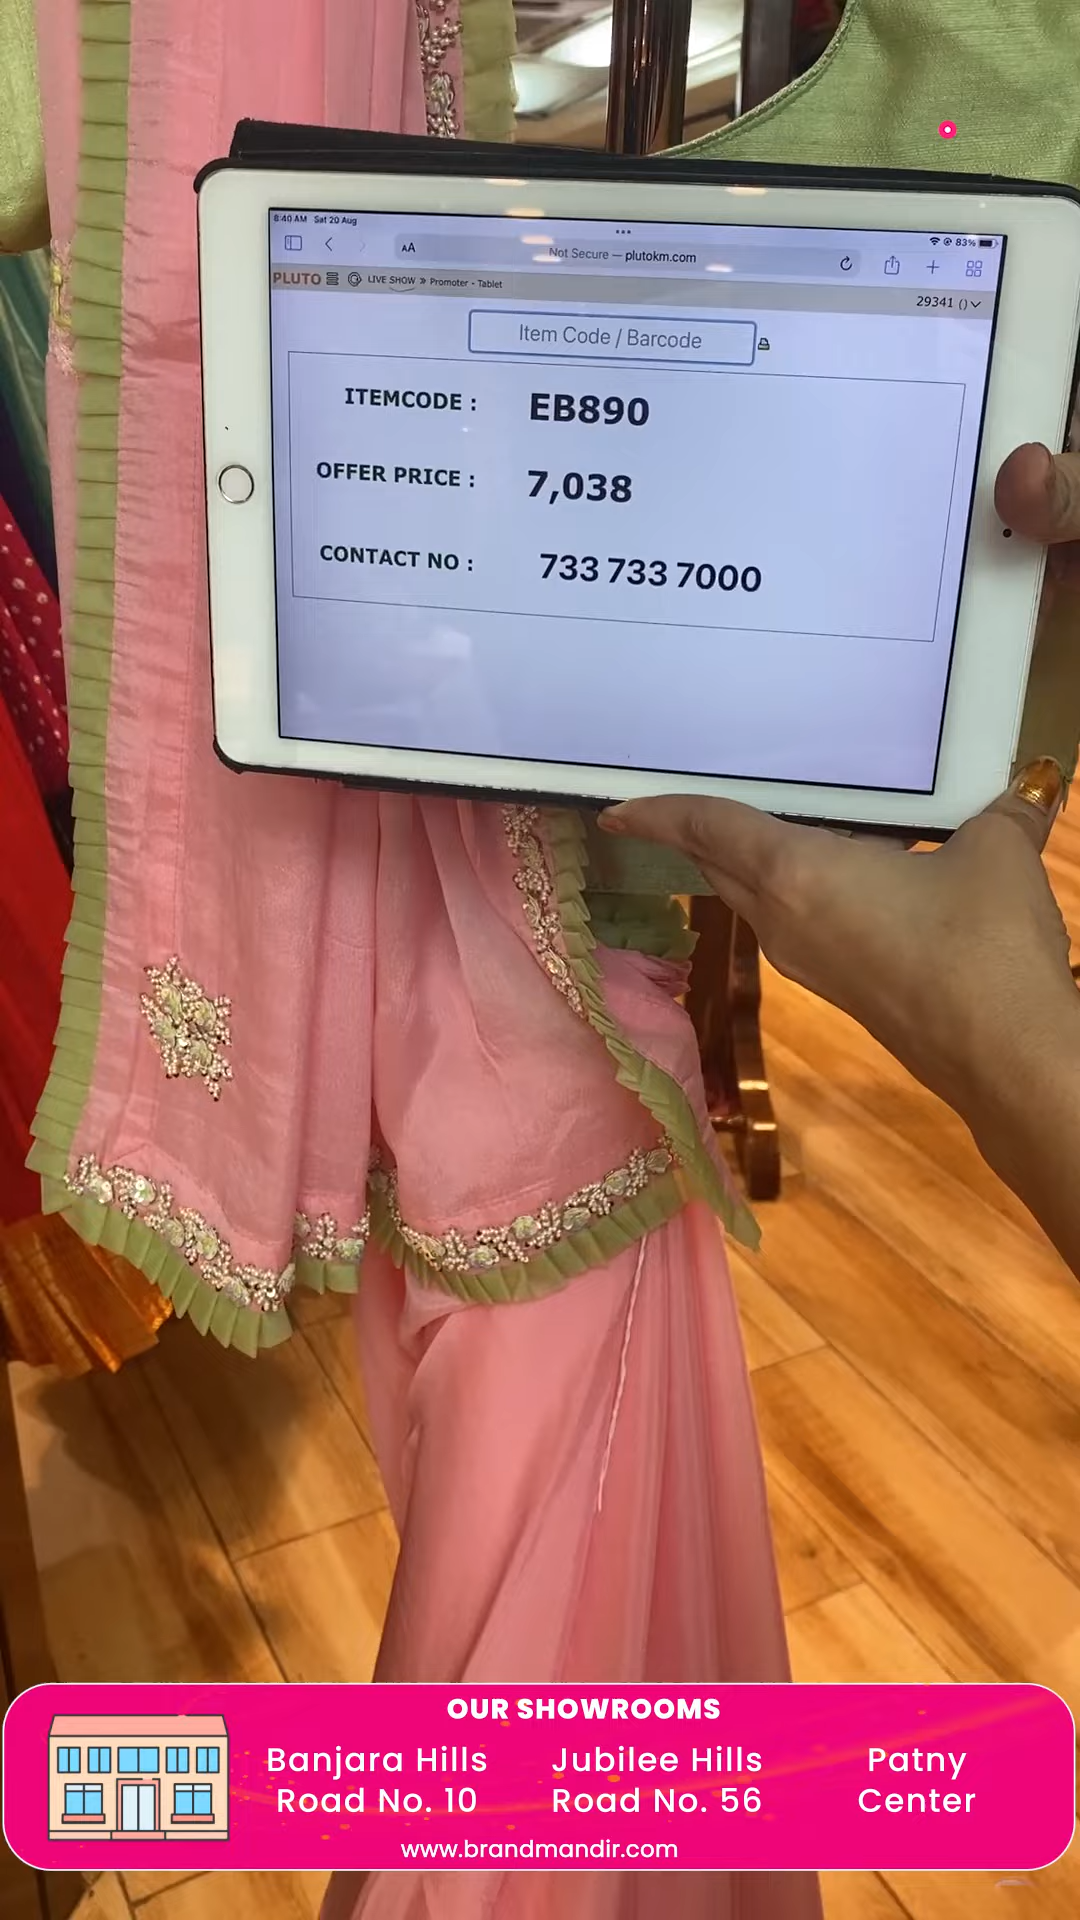 8:40 AM Sat 20 Aug
83%
AA
Not Secure — plutokm.com
PLUTO
LIVE SHOW » Promoter - Tablet
29341 ()
Item Code / Barcode
ITEMCODE : EB890
OFFER PRICE : 7,038
CONTACT NO : 733 733 7000
OUR SHOWROOMS
Banjara Hills
Road No. 10
Jubilee Hills
Road No. 56
Patny
Center
www.brandmandir.com